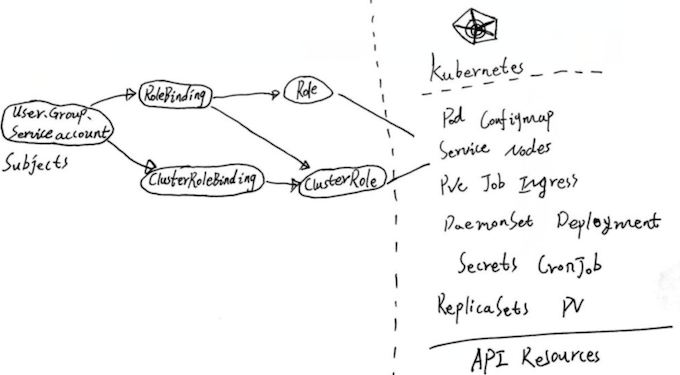 User.Group.
Service account
Subjects
RoleBinding
Role
ClusterRoleBinding
ClusterRole
Kubernetes
Pod Configmap
Service Nodes
PVC Job Ingress
DaemonSet Deployment
Secrets CronJob
ReplicaSets PV
API Resources